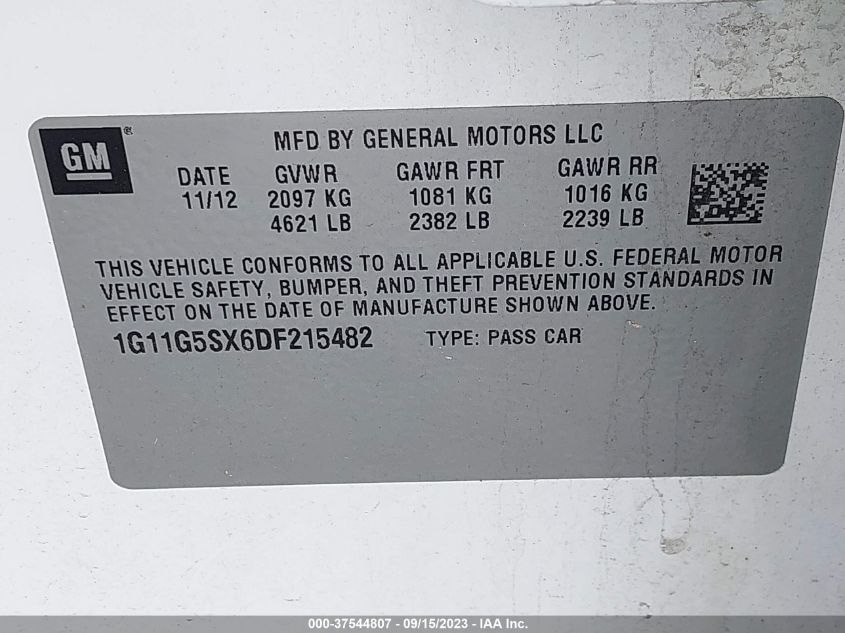 GM®
MFD BY GENERAL MOTORS LLC
DATE GVWR GAWR FRT GAWR RR
11/12 2097 KG 1081 KG 1016 KG
4621 LB 2382 LB 2239 LB
THIS VEHICLE CONFORMS TO ALL APPLICABLE U.S. FEDERAL MOTOR
VEHICLE SAFETY, BUMPER, AND THEFT PREVENTION STANDARDS IN
EFFECT ON THE DATE OF MANUFACTURE SHOWN ABOVE.
1G11G5SX6DF215482 TYPE: PASS CAR
000-37544807 - 09/15/2023 - IAA Inc.